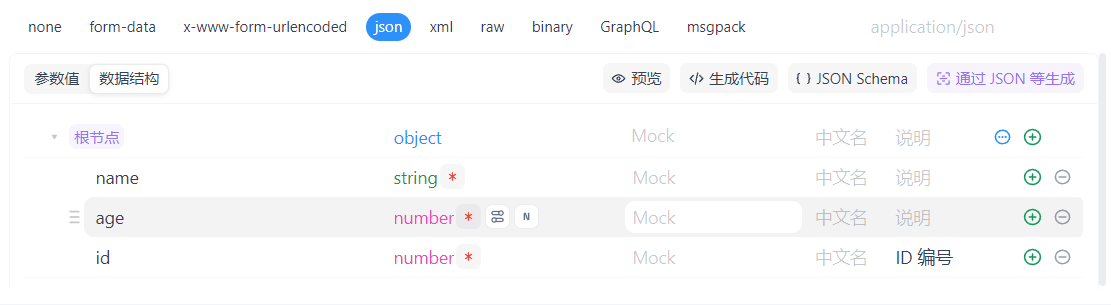 none form-data x-www-form-urlencoded json xml raw binary GraphQL msgpack application/json
参数值 数据结构 预览 生成代码 JSON Schema 通过 JSON 等生成
根节点 object Mock 中文名 说明
name string * Mock 中文名 说明
age number * N Mock 中文名 说明
id number * Mock 中文名 ID 编号